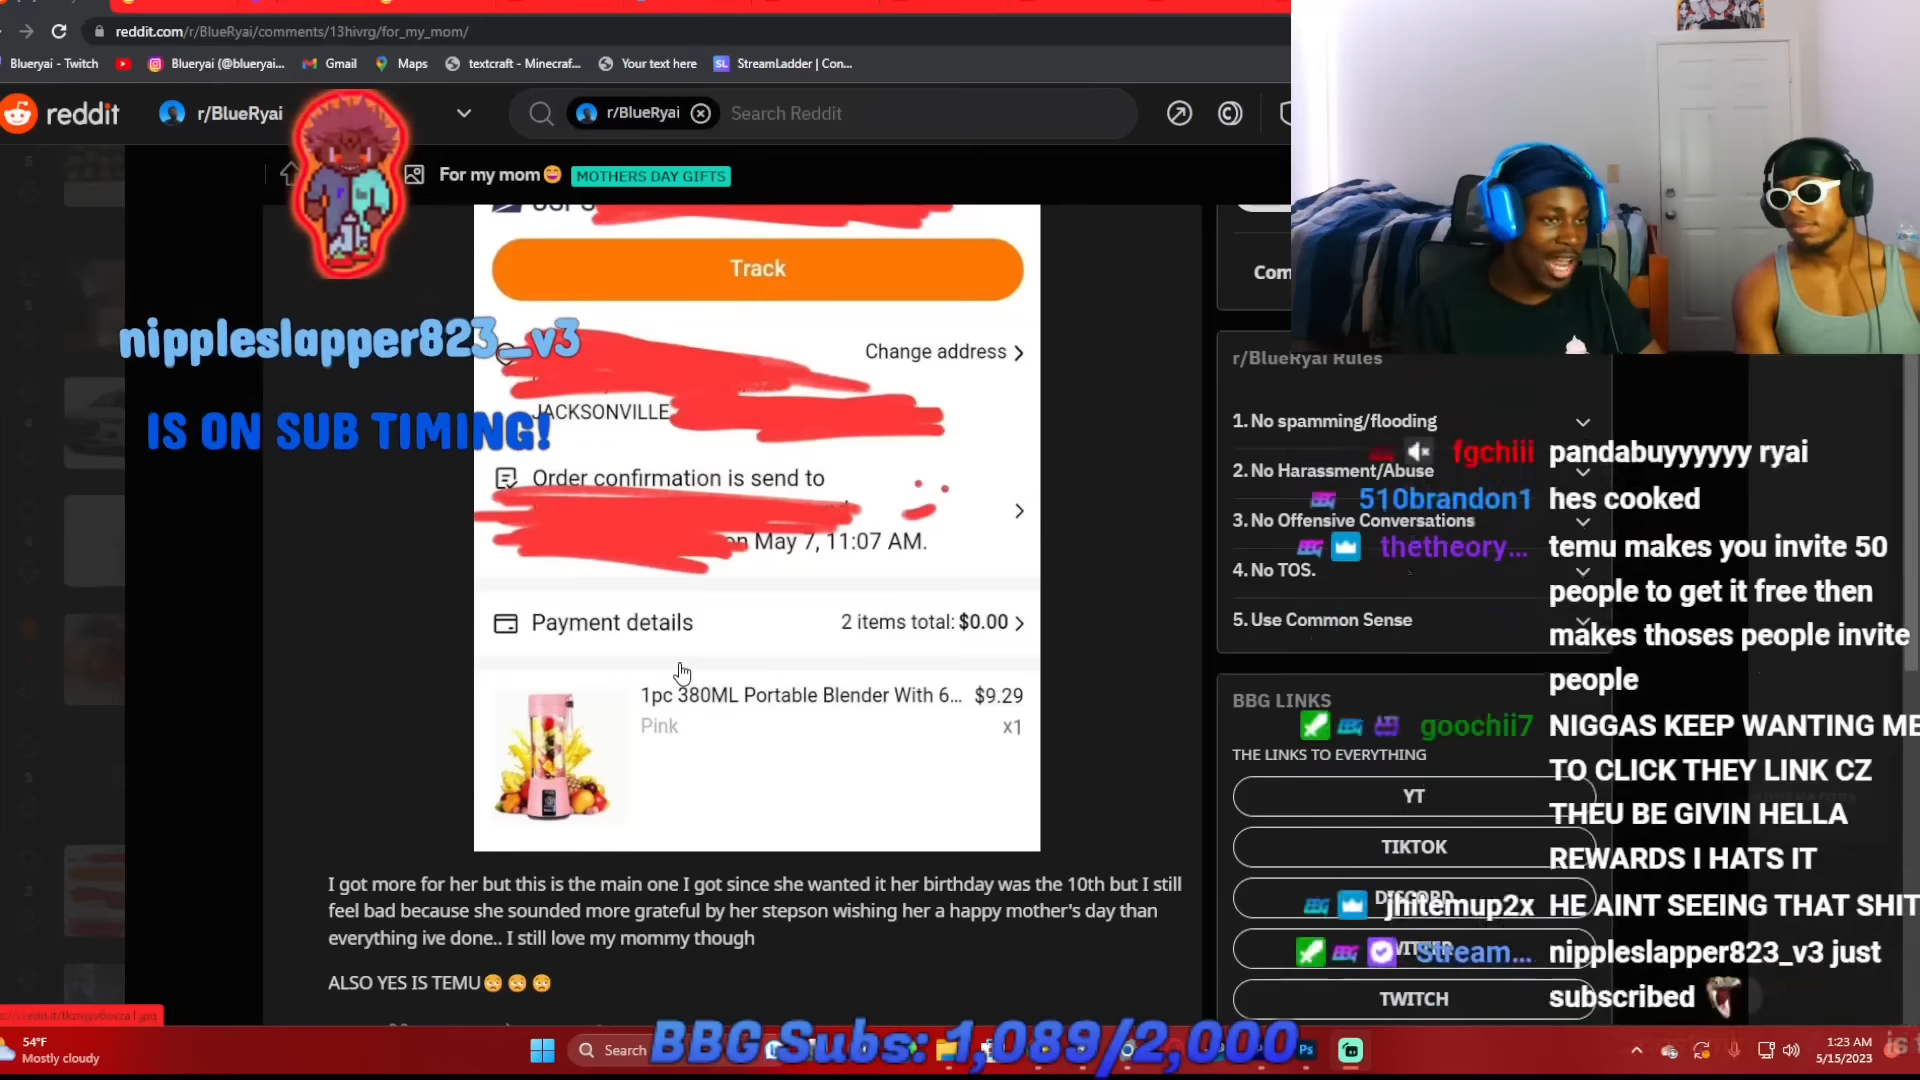 reddit.com/r/BlueRyai/comments/13hivrg/for_my_mom/
Blueryai - Twitch
Blueryai (@blueryai...
Gmail
Maps
textcraft - Minecraf...
Your text here
SL
StreamLadder | Con...
reddit
r/BlueRyai
r/BlueRyai
Search Reddit
For my mom😄 MOTHERS DAY GIFTS
Track
Change address
JACKSONVILLE
Order confirmation is send to
on May 7, 11:07 AM.
Payment details
2 items total: $0.00
1pc 380ML Portable Blender With 6... $9.29
Pink
x1
I got more for her but this is the main one I got since she wanted it her birthday was the 10th but I still
feel bad because she sounded more grateful by her stepson wishing her a happy mother's day than
everything ive done.. I still love my mommy though
ALSO YES IS TEMU😳😳😳
nippleslapper823_v3
IS ON SUB TIMING!
Com
r/BlueRyai Rules
1. No spamming/flooding
2. No Harassment/Abuse
3. No Offensive Conversations
4. No TOS.
5. Use Common Sense
BBG LINKS
THE LINKS TO EVERYTHING
YT
TIKTOK
DISCORD
TWITTER
TWITCH
fgchiii pandabuyyyyyy ryai
510brandon1 hes cooked
thetheory... temu makes you invite 50
people to get it free then
makes thoses people invite
people
goochii7 NIGGAS KEEP WANTING ME
TO CLICK THEY LINK CZ
THEU BE GIVIN HELLA
REWARDS I HATS IT
jhitemup2x HE AINT SEEING THAT SHIT
Stream... nippleslapper823_v3 just
subscribed
54°F
Mostly cloudy
Search
BBG Subs: 1,089/2,000
Ps
1:23 AM
5/15/2023